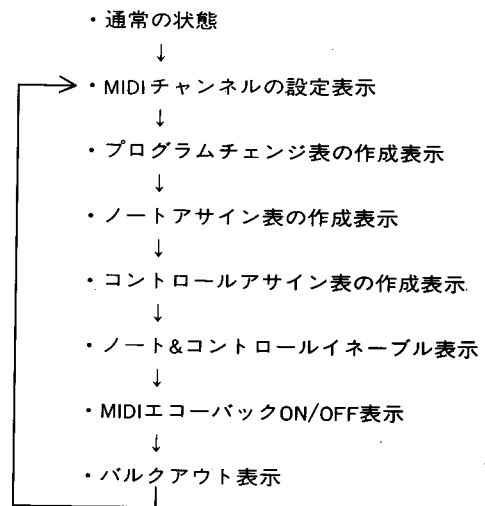 ・通常の状態
↓
・MIDIチャンネルの設定表示
↓
・プログラムチェンジ表の作成表示
↓
・ノートアサイン表の作成表示
↓
・コントロールアサイン表の作成表示
↓
・ノート&コントロールイネーブル表示
↓
・MIDIエコーバックON/OFF表示
↓
・バルクアウト表示